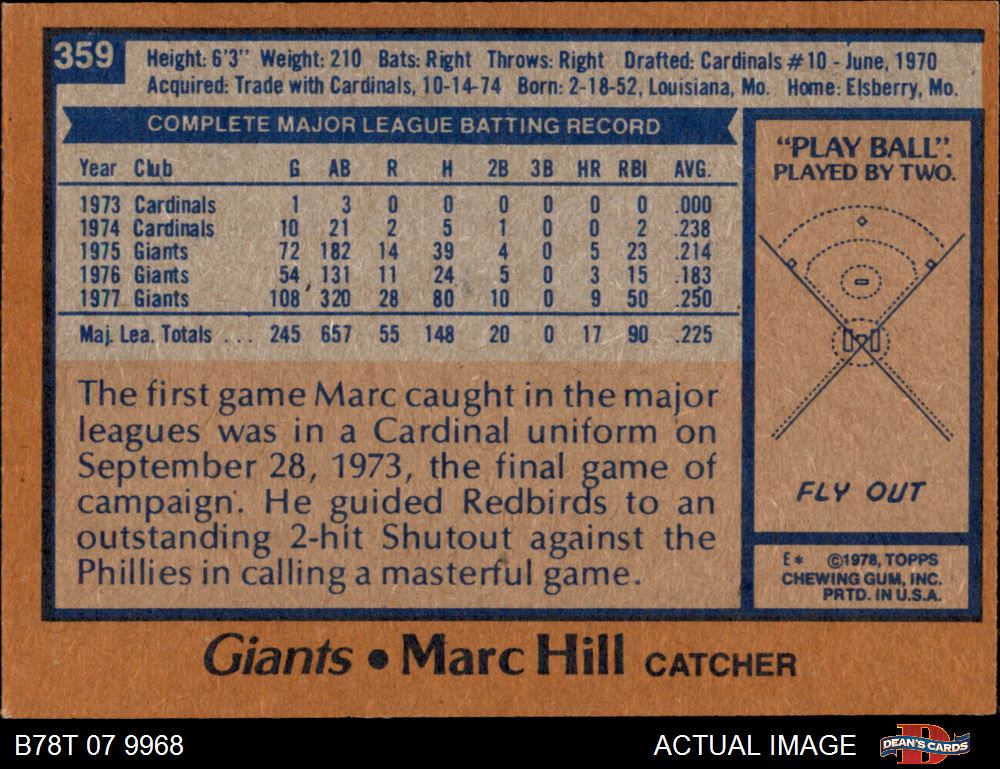 359
Height: 6'3" Weight: 210 Bats: Right Throws: Right Drafted: Cardinals #10 - June, 1970
Acquired: Trade with Cardinals, 10-14-74 Born: 2-18-52, Louisiana, Mo. Home: Elsberry, Mo.
COMPLETE MAJOR LEAGUE BATTING RECORD
Year Club G AB R H 2B 3B HR RBI AVG.
1973 Cardinals 1 3 0 0 0 0 0 0 .000
1974 Cardinals 10 21 2 5 1 0 0 2 .238
1975 Giants 72 182 14 39 4 0 5 23 .214
1976 Giants 54 131 11 24 5 0 3 15 .183
1977 Giants 108 320 28 80 10 0 9 50 .250
Maj. Lea. Totals . . . 245 657 55 148 20 0 17 90 .225
The first game Marc caught in the major
leagues was in a Cardinal uniform on
September 28, 1973, the final game of
campaign. He guided Redbirds to an
outstanding 2-hit Shutout against the
Phillies in calling a masterful game.
"PLAY BALL".
PLAYED BY TWO.
FLY OUT
E* ©1978, TOPPS
CHEWING GUM, INC.
PRTD. IN U.S.A.
Giants • Marc Hill CATCHER
B78T 07 9968
ACTUAL IMAGE
DEAN'S CARDS